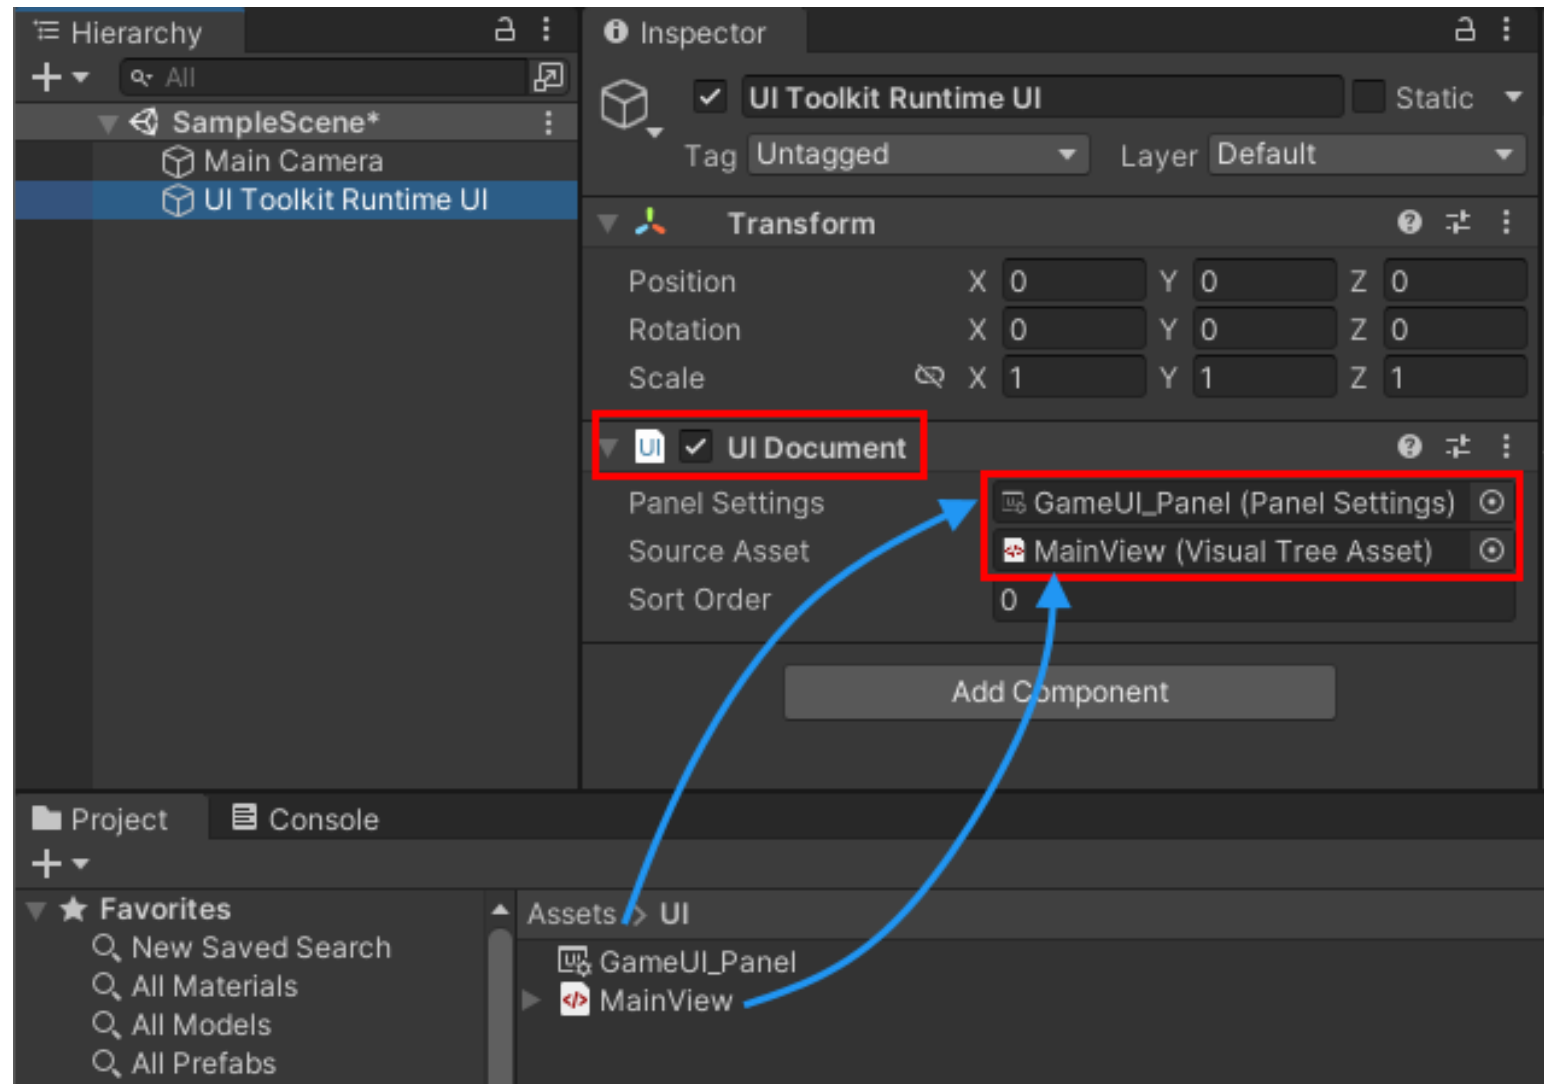 Hierarchy
All
SampleScene*
Main Camera
UI Toolkit Runtime UI
Inspector
UI Toolkit Runtime UI
Static
Tag Untagged Layer Default
Transform
Position X 0 Y 0 Z 0
Rotation X 0 Y 0 Z 0
Scale X 1 Y 1 Z 1
UI UI Document
Panel Settings GameUI_Panel (Panel Settings)
Source Asset MainView (Visual Tree Asset)
Sort Order 0
Add Component
Project Console
Favorites
New Saved Search
All Materials
All Models
All Prefabs
Assets > UI
GameUI_Panel
MainView